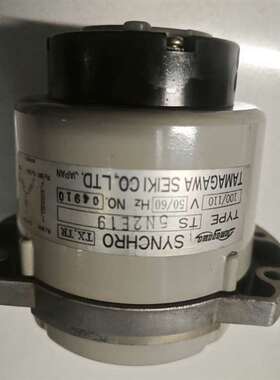 Tamagawa
SYNCHRO TX.TR
TYPE TS 5N2E19
100/110 V 50/60 Hz NO. 04910
TAMAGAWA SEIKI CO.,LTD. JAPAN